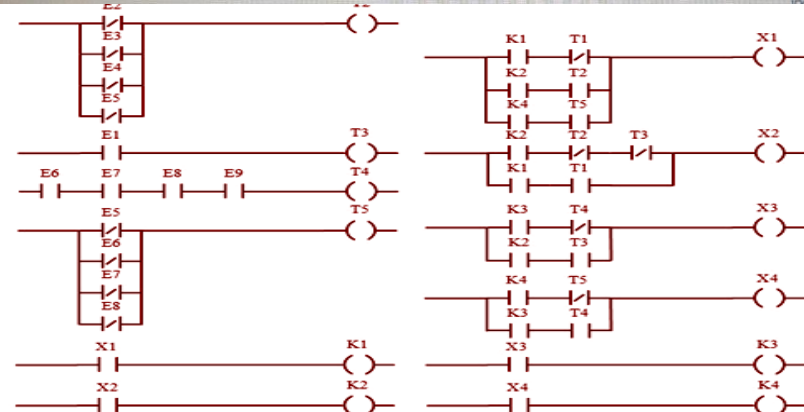 E2 T2
E3
E4
E5
E1 T3
E6 E7 E8 E9 T4
E5 T5
E6
E7
E8
X1 K1
X2 K2
K1 T1 X1
K2 T2
K4 T5
K2 T2 T3 X2
K1 T1
K3 T4 X3
K2 T3
K4 T5 X4
K3 T4
X3 K3
X4 K4